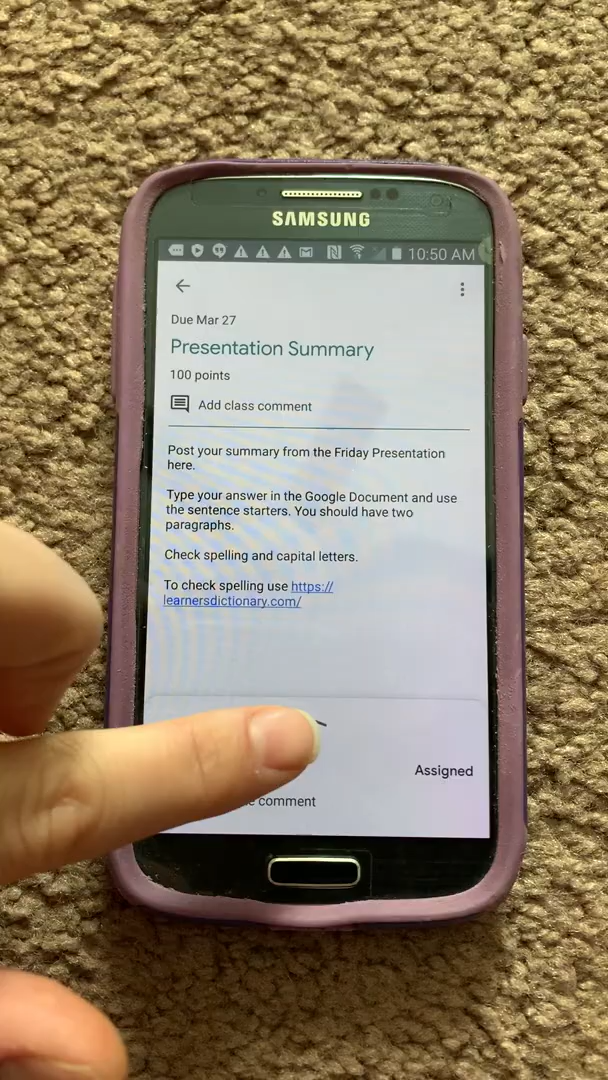 SAMSUNG
10:50 AM
Due Mar 27
Presentation Summary
100 points
Add class comment
Post your summary from the Friday Presentation
here.
Type your answer in the Google Document and use
the sentence starters. You should have two
paragraphs.
Check spelling and capital letters.
To check spelling use https://
learnersdictionary.com/
Assigned
comment